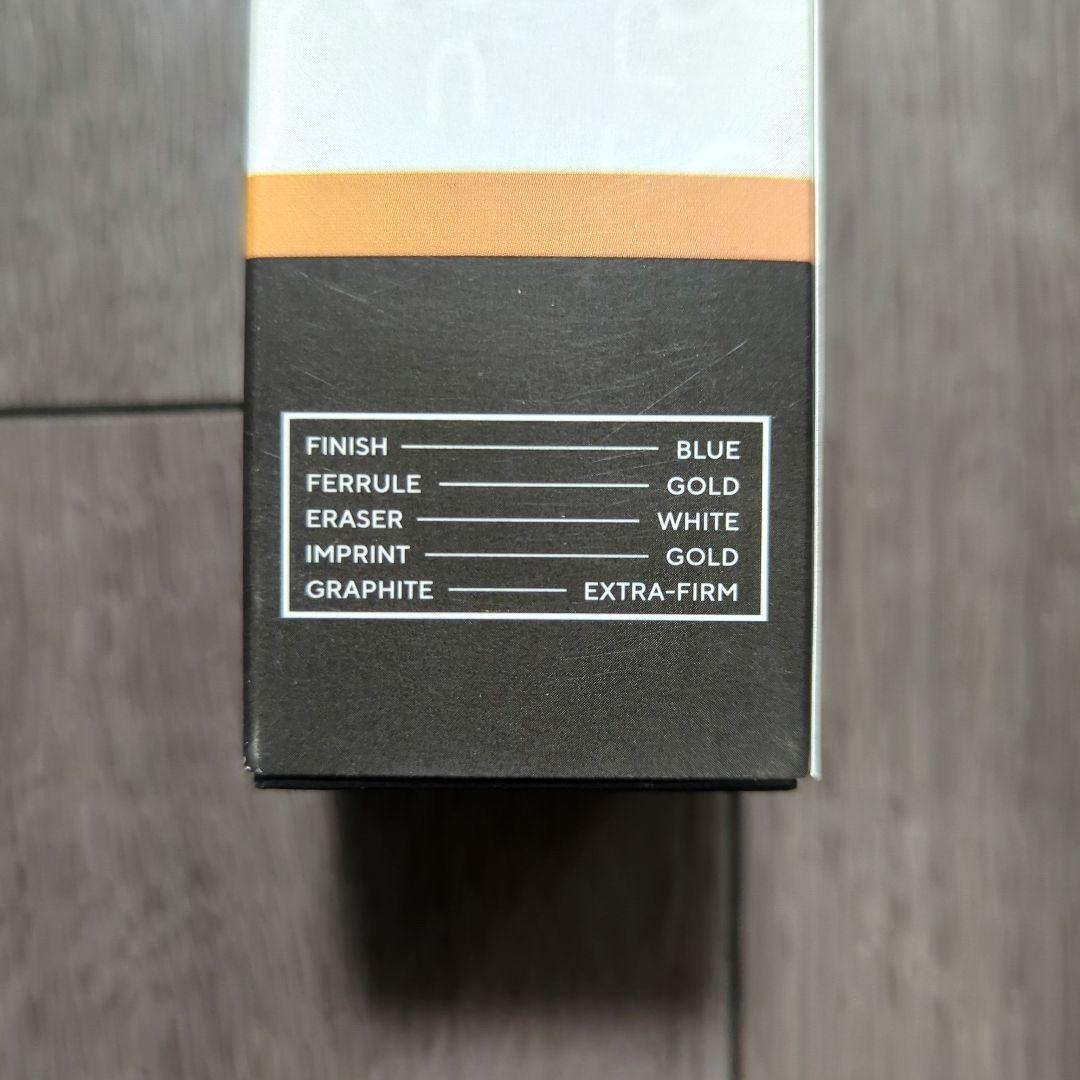 FINISH BLUE
FERRULE GOLD
ERASER WHITE
IMPRINT GOLD
GRAPHITE EXTRA-FIRM